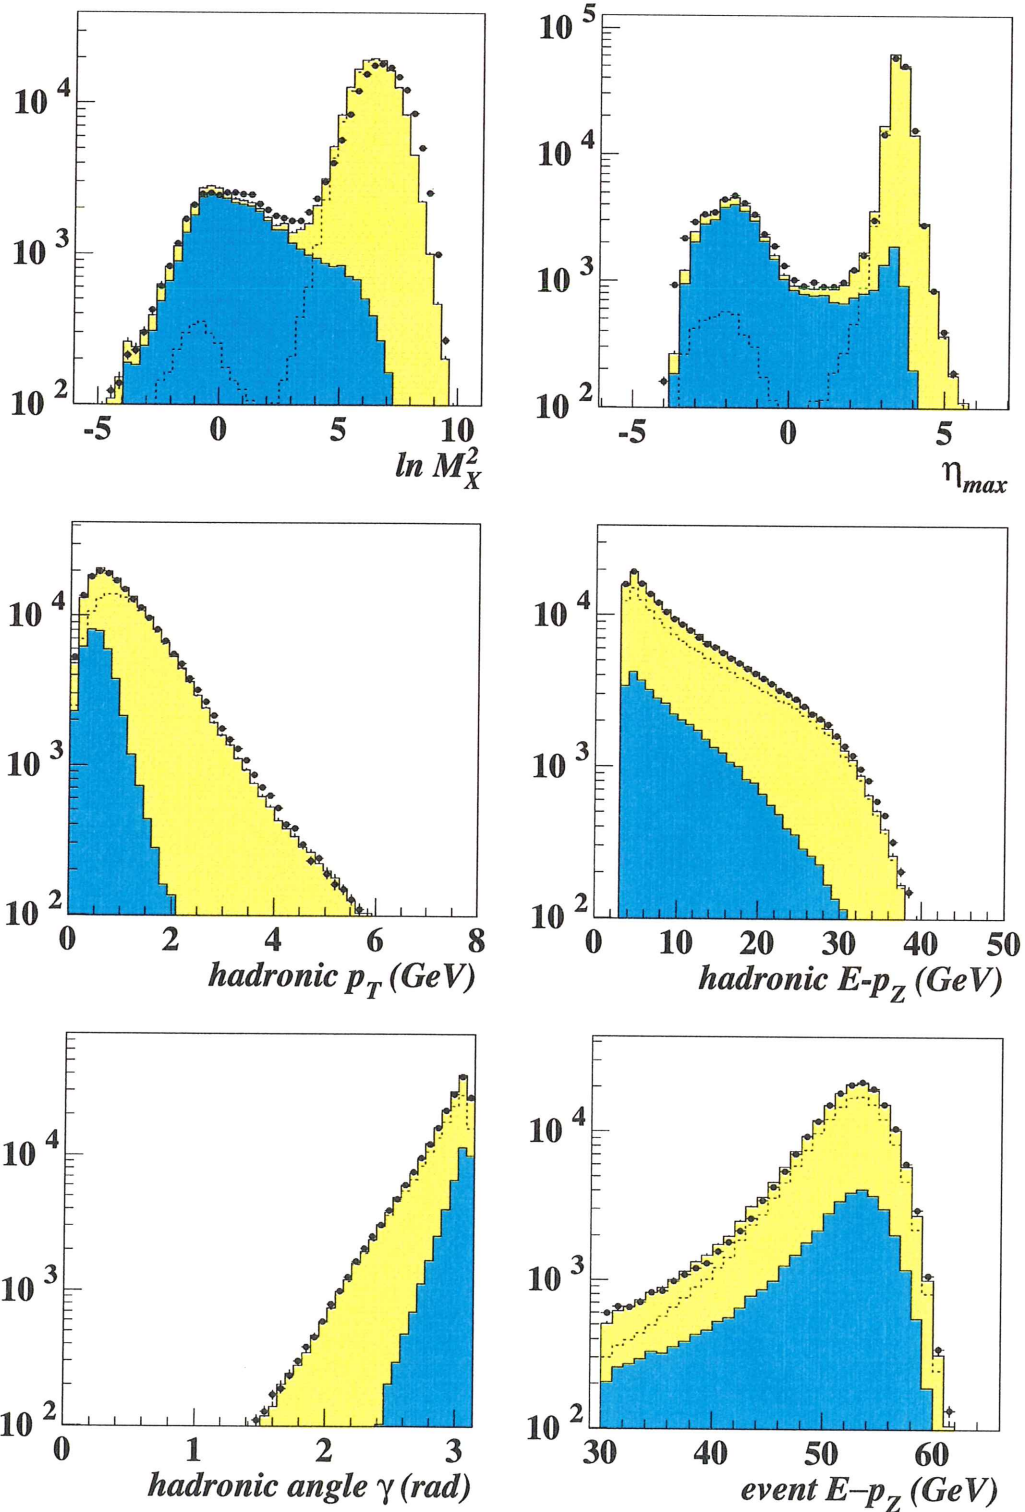 10^4
10^3
10^2
-5 0 5 10
ln M_X^2
10^5
10^4
10^3
10^2
-5 0 5
η_max
10^4
10^3
10^2
0 2 4 6 8
hadronic p_T (GeV)
10^4
10^3
10^2
0 10 20 30 40 50
hadronic E-p_Z (GeV)
10^4
10^3
10^2
0 1 2 3
hadronic angle γ (rad)
10^4
10^3
10^2
30 40 50 60
event E–p_Z (GeV)